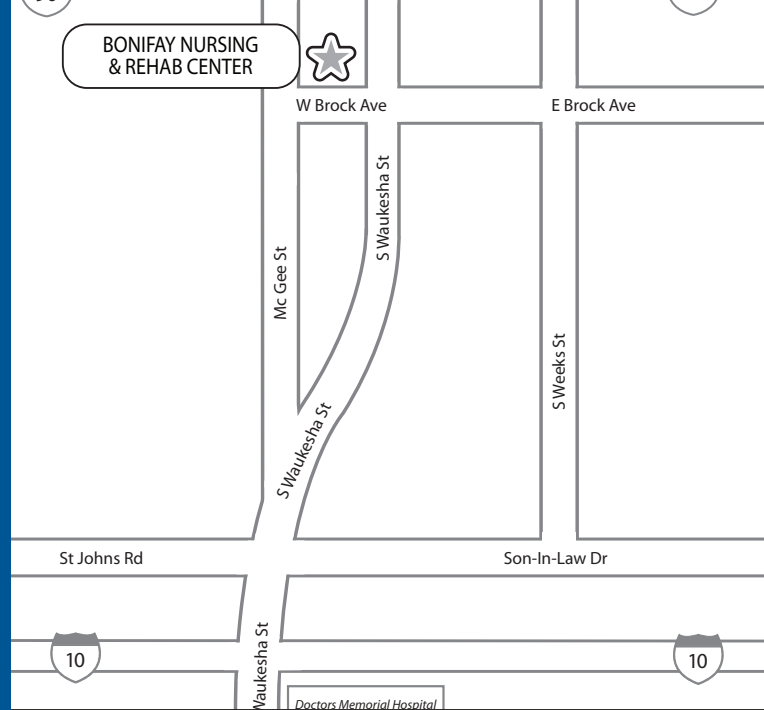 BONIFAY NURSING
& REHAB CENTER
W Brock Ave
E Brock Ave
S Waukesha St
Mc Gee St
S Weeks St
S Waukesha St
St Johns Rd
Son-In-Law Dr
10
10
Waukesha St
Doctors Memorial Hospital